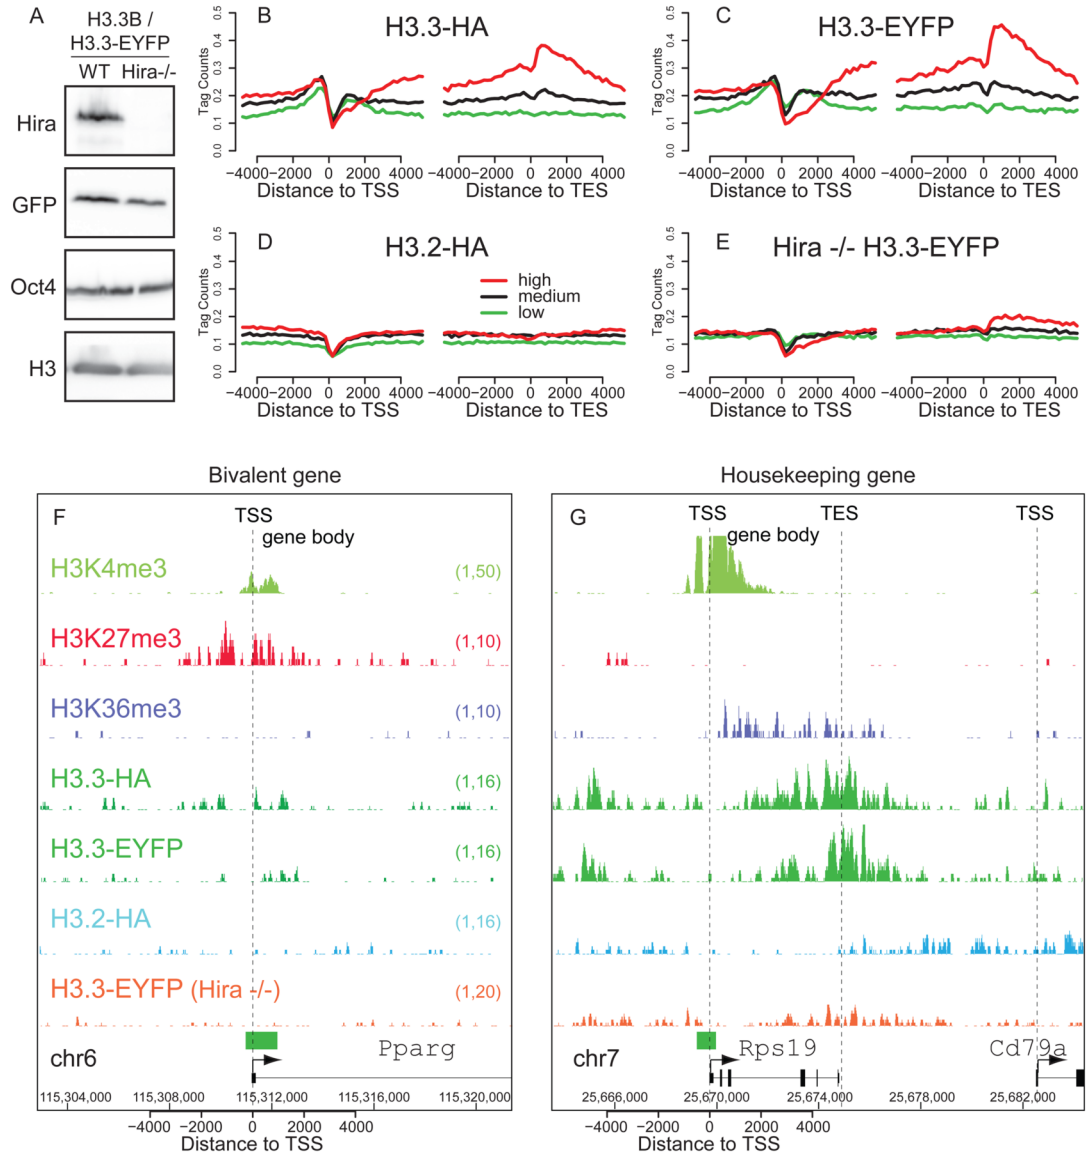 A
H3.3B /
H3.3-EYFP
WT Hira-/-
Hira
GFP
Oct4
H3
B
H3.3-HA
Tag Counts
0.0 0.1 0.2 0.3 0.4 0.5
−4000 −2000 0 2000 4000
Distance to TSS
−4000 −2000 0 2000 4000
Distance to TES
C
H3.3-EYFP
Tag Counts
0.0 0.1 0.2 0.3 0.4 0.5
−4000 −2000 0 2000 4000
Distance to TSS
−4000 −2000 0 2000 4000
Distance to TES
D
H3.2-HA
high
medium
low
Tag Counts
0.0 0.1 0.2 0.3 0.4 0.5
−4000 −2000 0 2000 4000
Distance to TSS
−4000 −2000 0 2000 4000
Distance to TES
E
Hira -/- H3.3-EYFP
Tag Counts
0.0 0.1 0.2 0.3 0.4 0.5
−4000 −2000 0 2000 4000
Distance to TSS
−4000 −2000 0 2000 4000
Distance to TES
Bivalent gene
F
TSS
gene body
H3K4me3 (1,50)
H3K27me3 (1,10)
H3K36me3 (1,10)
H3.3-HA (1,16)
H3.3-EYFP (1,16)
H3.2-HA (1,16)
H3.3-EYFP (Hira -/-) (1,20)
chr6
Pparg
115,304,000 115,308,000 115,312,000 115,316,000 115,320,000
−4000 −2000 0 2000 4000
Distance to TSS
Housekeeping gene
G
TSS TES TSS
gene body
chr7
Rps19 Cd79a
25,666,000 25,670,000 25,674,000 25,678,000 25,682,000
−4000 −2000 0 2000 4000
Distance to TSS